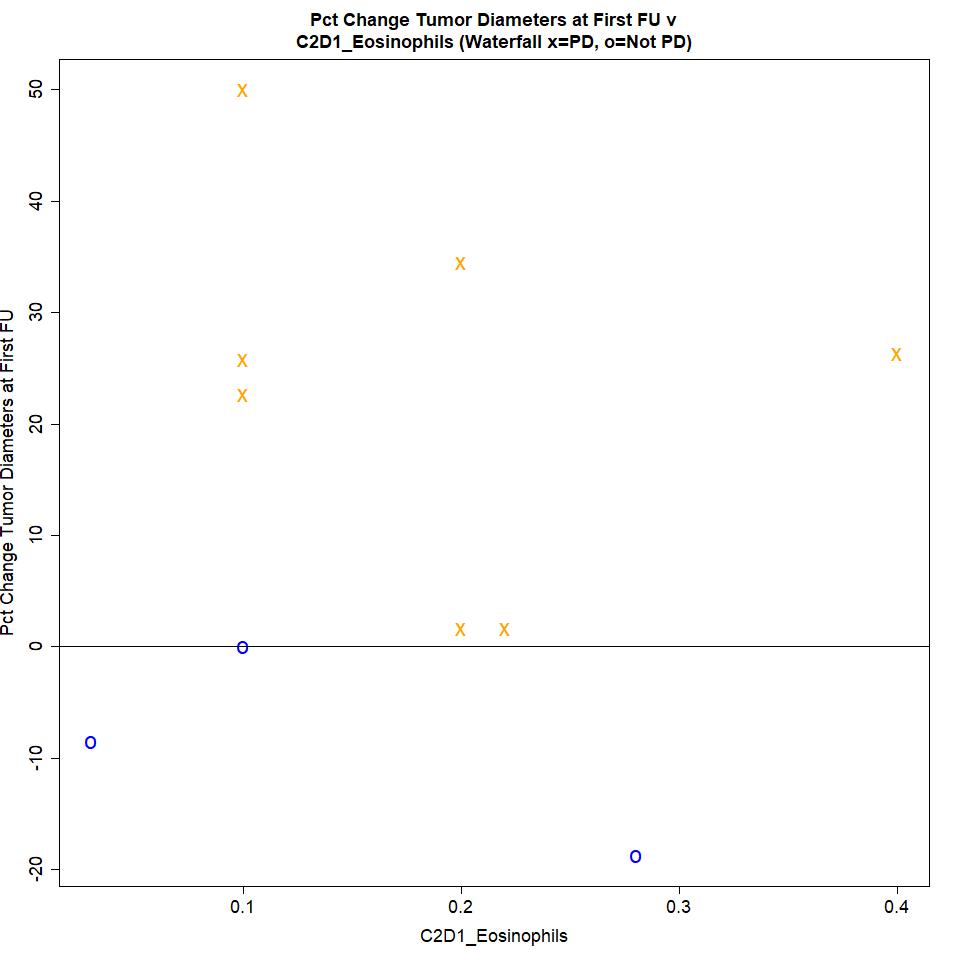 Pct Change Tumor Diameters at First FU v
C2D1_Eosinophils (Waterfall x=PD, o=Not PD)
Pct Change Tumor Diameters at First FU
50
40
30
20
10
0
-10
-20
X
X
X
X
X
X
X
O
O
O
0.1
0.2
0.3
0.4
C2D1_Eosinophils